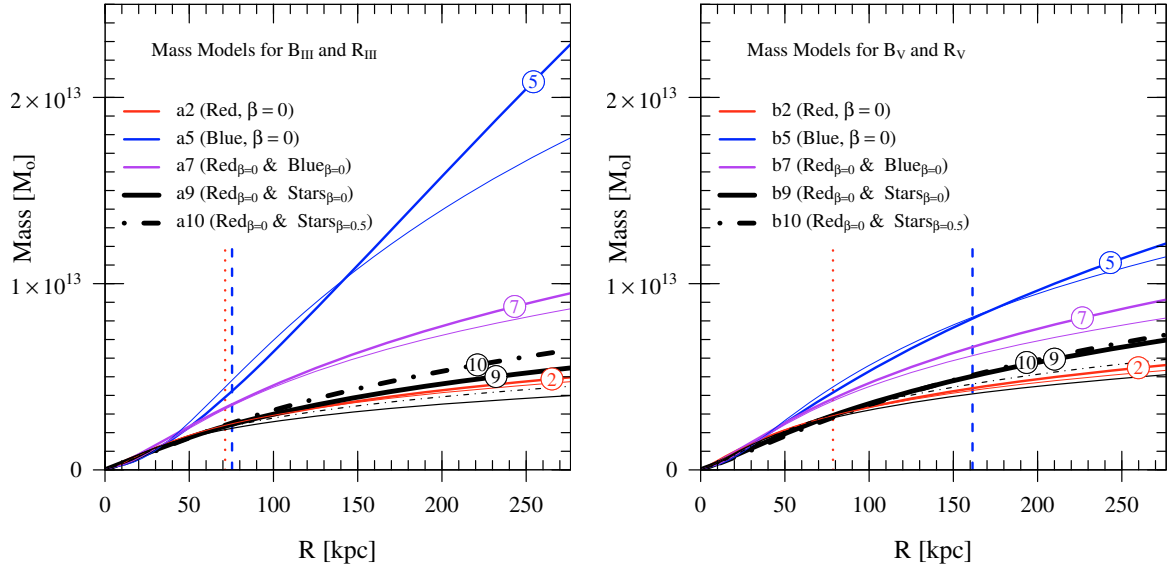 Mass Models for B_III and R_III
a2 (Red, β = 0)
a5 (Blue, β = 0)
a7 (Red_β=0 & Blue_β=0)
a9 (Red_β=0 & Stars_β=0)
a10 (Red_β=0 & Stars_β=0.5)
5
7
10
9
2
Mass [M_o]
2 × 10^13
1 × 10^13
0
0 50 100 150 200 250
R [kpc]
Mass Models for B_V and R_V
b2 (Red, β = 0)
b5 (Blue, β = 0)
b7 (Red_β=0 & Blue_β=0)
b9 (Red_β=0 & Stars_β=0)
b10 (Red_β=0 & Stars_β=0.5)
5
7
10 9
2
Mass [M_o]
2 × 10^13
1 × 10^13
0
0 50 100 150 200 250
R [kpc]